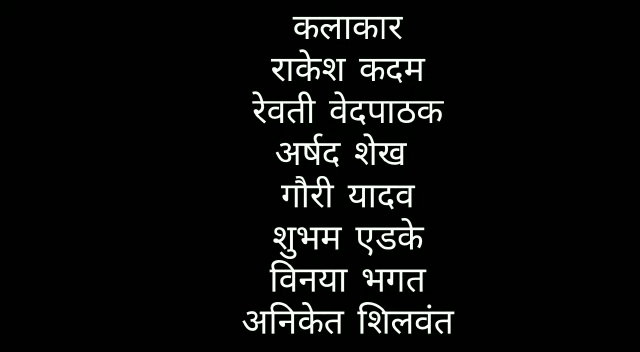 कलाकार
राकेश कदम
रेवती वेदपाठक
अर्षद शेख
गौरी यादव
शुभम एडके
विनया भगत
अनिकेत शिलवंत